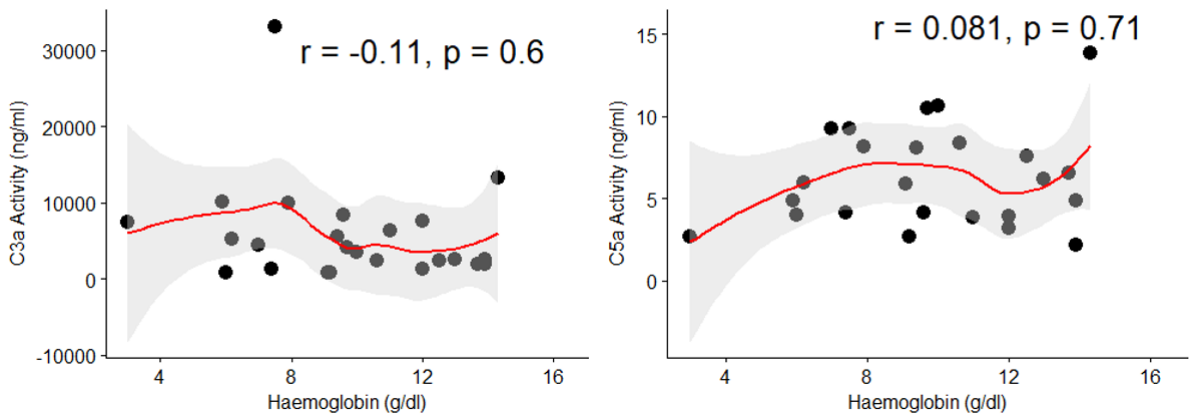 r = -0.11, p = 0.6
30000
20000
10000
0
-10000
C3a Activity (ng/ml)
4
8
12
16
Haemoglobin (g/dl)
r = 0.081, p = 0.71
15
10
5
0
C5a Activity (ng/ml)
4
8
12
16
Haemoglobin (g/dl)